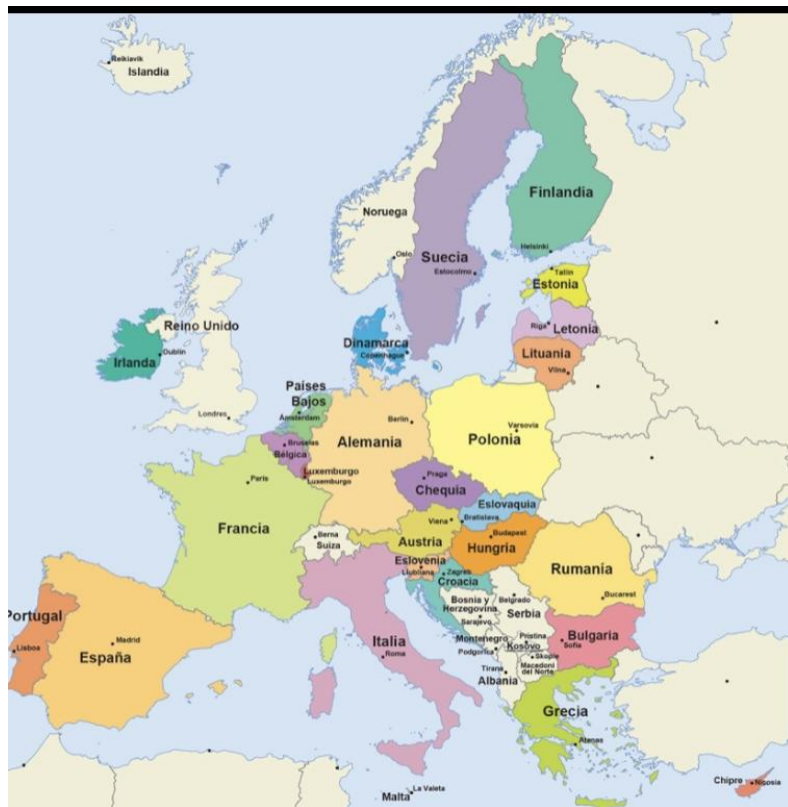 Reikiavik
Islandia
Finlandia
Noruega
Helsinki
Oslo
Suecia
Estocolmo
Tallin
Estonia
Reino Unido
Riga
Letonia
Dinamarca
Copenhague
Dublín
Irlanda
Lituania
Vilna
Países
Bajos
Ámsterdam
Londres
Berlín
Varsovia
Alemania
Polonia
Bruselas
Bélgica
Luxemburgo
Luxemburgo
Praga
Chequia
París
Eslovaquia
Bratislava
Viena
Francia
Berna
Suiza
Austria
Budapest
Hungría
Eslovenia
Liubliana
Zagreb
Croacia
Rumanía
Bucarest
Bosnia y
Herzegovina
Sarajevo
Belgrado
Serbia
Portugal
Lisboa
Madrid
España
Italia
Roma
Montenegro
Podgorica
Pristina
Kosovo
Bulgaria
Sofía
Skopie
Macedonia
del Norte
Tirana
Albania
Grecia
Atenas
Chipre
Nicosia
La Valeta
Malta